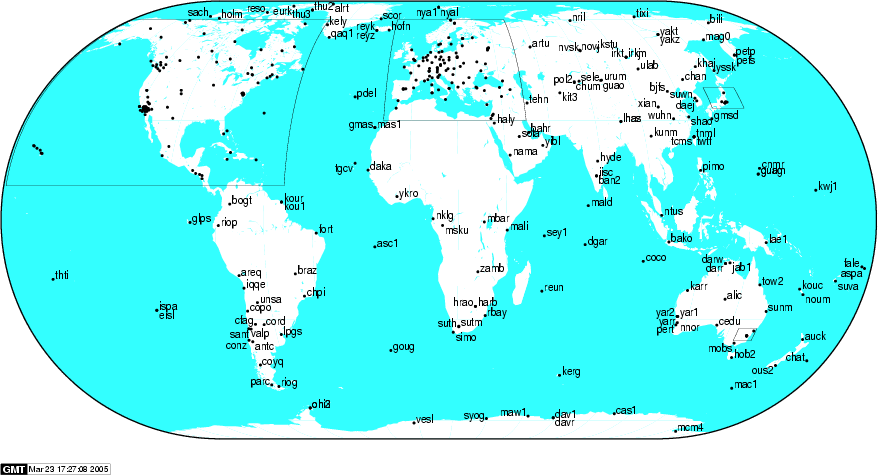 reso
eurk
thu2
alrt
sach
holm
thu3
kely
qaq1
scor
reyk
hofn
reyz
nya1
nyal
nril
tixi
bili
yakt
yakz
mag0
artu
nvsk
novj
kstu
irkt
irkm
petp
pets
khaj
yssk
ulab
chan
pol2
sele
urum
chum
guao
kit3
bjfs
suwn
daej
xian
pdel
tehn
wuhn
shao
gmsd
lhas
gmas
mas1
haly
bahr
sola
yibl
nama
kunm
tcms
tnml
twtf
hyde
iisc
ban2
pimo
cnmr
guam
kwj1
tgcv
daka
ykro
bogt
kour
kou1
mald
ntus
glps
riop
fort
nklg
msku
mbar
mali
sey1
dgar
bako
lae1
asc1
coco
darw
darr
jab1
fale
aspa
suva
thti
areq
braz
iqqe
chpi
zamb
reun
karr
alic
tow2
kouc
noum
ispa
eisl
unsa
copo
cfag
cord
sant
valp
lpgs
conz
antc
hrao
harb
rbay
suth
sutm
simo
yar2
yar1
yarr
pert
nnor
cedu
sunm
mobs
hob2
auck
chat
ous2
coyq
goug
kerg
mac1
parc
riog
ohi2
vesl
syog
maw1
dav1
davr
cas1
mcm4
GMT Mar 23 17:27:08 2005